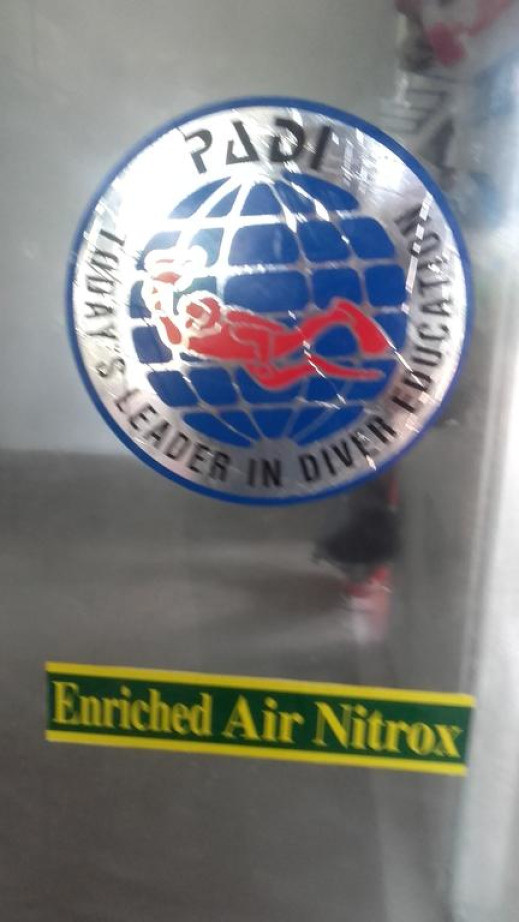 PADI
TODAY'S LEADER IN DIVER EDUCATION
Enriched Air Nitrox